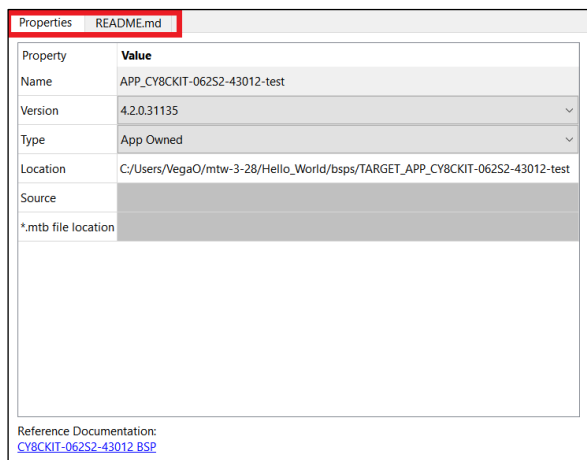 Properties README.md
Property Value
Name APP_CY8CKIT-062S2-43012-test
Version 4.2.0.31135
Type App Owned
Location C:/Users/VegaO/mtw-3-28/Hello_World/bsps/TARGET_APP_CY8CKIT-062S2-43012-test
Source
*.mtb file location
Reference Documentation:
CY8CKIT-062S2-43012 BSP